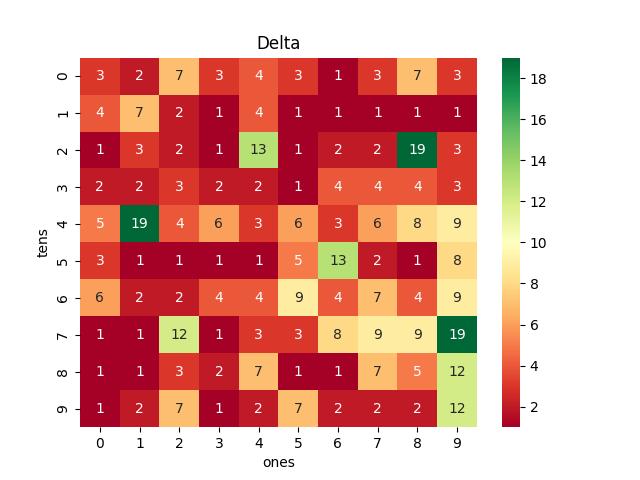 Delta
tens
0 3 2 7 3 4 3 1 3 7 3
1 4 7 2 1 4 1 1 1 1 1
2 1 3 2 1 13 1 2 2 19 3
3 2 2 3 2 2 1 4 4 4 3
4 5 19 4 6 3 6 3 6 8 9
5 3 1 1 1 1 5 13 2 1 8
6 6 2 2 4 4 9 4 7 4 9
7 1 1 12 1 3 3 8 9 9 19
8 1 1 3 2 7 1 1 7 5 12
9 1 2 7 1 2 7 2 2 2 12
0 1 2 3 4 5 6 7 8 9
ones
18
16
14
12
10
8
6
4
2